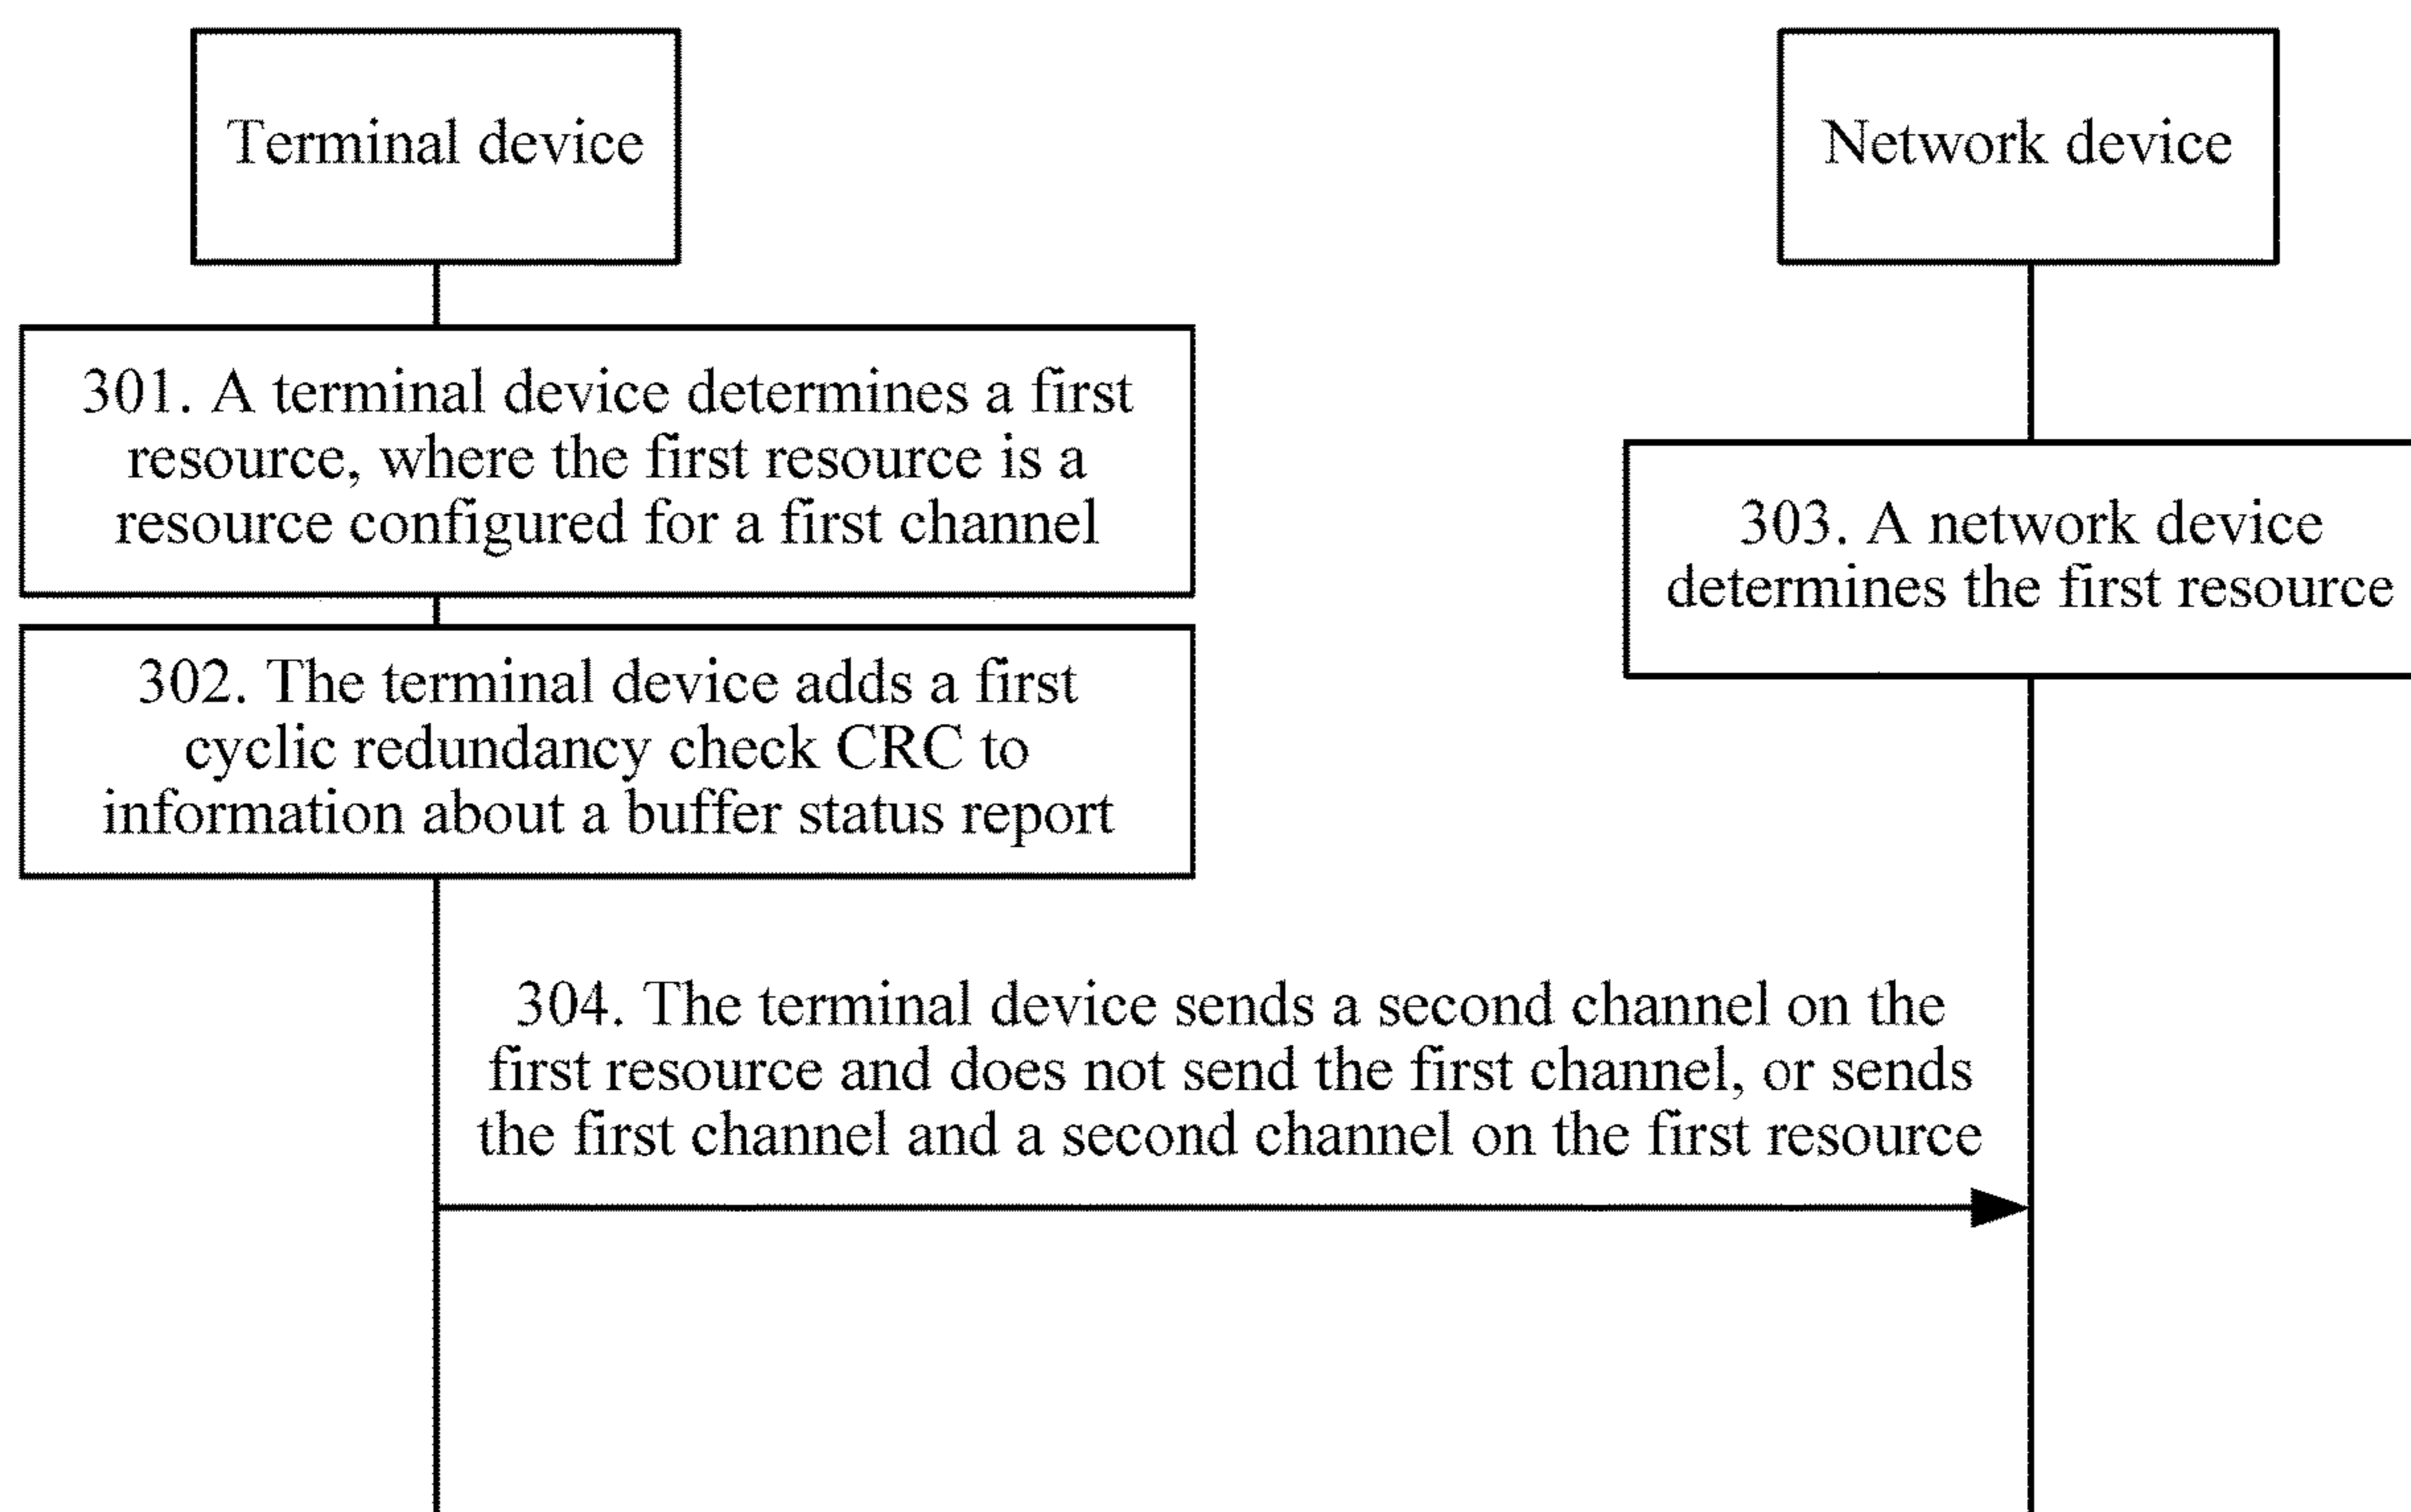 Terminal device
Network device
301. A terminal device determines a first
resource, where the first resource is a
resource configured for a first channel
303. A network device
determines the first resource
302. The terminal device adds a first
cyclic redundancy check CRC to
information about a buffer status report
304. The terminal device sends a second channel on the
first resource and does not send the first channel, or sends
the first channel and a second channel on the first resource